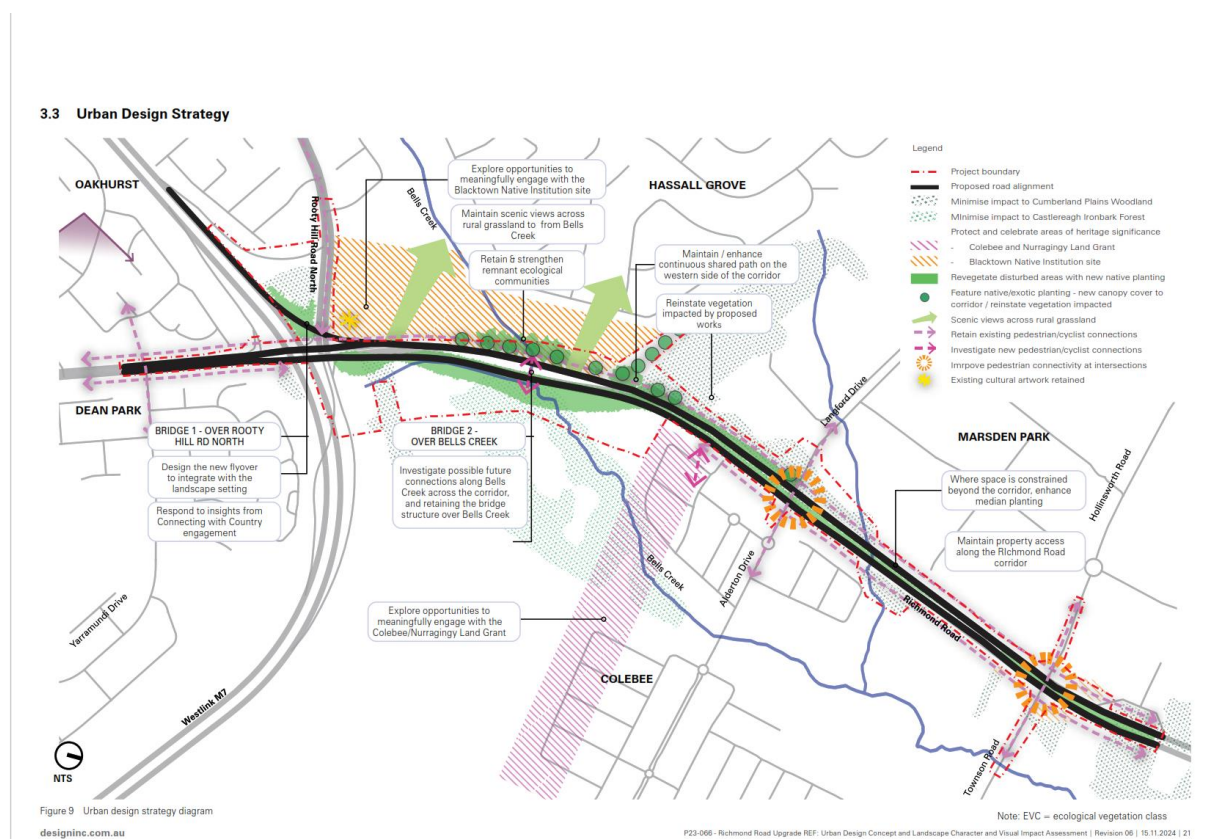 3.3 Urban Design Strategy
OAKHURST
Rooty Hill Road North
Bells Creek
Explore opportunities to
meaningfully engage with the
Blacktown Native Institution site
Maintain scenic views across
rural grassland to from Bells
Creek
Retain & strengthen
remnant ecological
communities
HASSALL GROVE
Maintain / enhance
continuous shared path on the
western side of the corridor
Reinstate vegetation
impacted by proposed
works
Legend
Project boundary
Proposed road alignment
Minimise impact to Cumberland Plains Woodland
MInimise impact to Castlereagh Ironbark Forest
Protect and celebrate areas of heritage significance
- Colebee and Nurragingy Land Grant
- Blacktown Native Institution site
Revegetate disturbed areas with new native planting
Feature native/exotic planting - new canopy cover to
corridor / reinstate vegetation impacted
Scenic views across rural grassland
Retain existing pedestrian/cyclist connections
Investigate new pedestrian/cyclist connections
Imrpove pedestrian connectivity at intersections
Existing cultural artwork retained
DEAN PARK
BRIDGE 1 - OVER ROOTY
HILL RD NORTH
Design the new flyover
to integrate with the
landscape setting
Respond to insights from
Connecting with Country
engagement
BRIDGE 2 -
OVER BELLS CREEK
Investigate possible future
connections along Bells
Creek across the corridor,
and retaining the bridge
structure over Bells Creek
Langford Drive
MARSDEN PARK
Hollinsworth Road
Where space is constrained
beyond the corridor, enhance
median planting
Maintain property access
along the RIchmond Road
corridor
Bells Creek
Alderton Drive
Richmond Road
Yarramundi Drive
Explore opportunities to
meaningfully engage with the
Colebee/Nurragingy Land Grant
COLEBEE
Westlink M7
Townson Road
NTS
Figure 9 Urban design strategy diagram
Note: EVC = ecological vegetation class
designinc.com.au
P23-066 - Richmond Road Upgrade REF: Urban Design Concept and Landscape Character and Visual Impact Assessment | Revision 06 | 15.11.2024 | 21